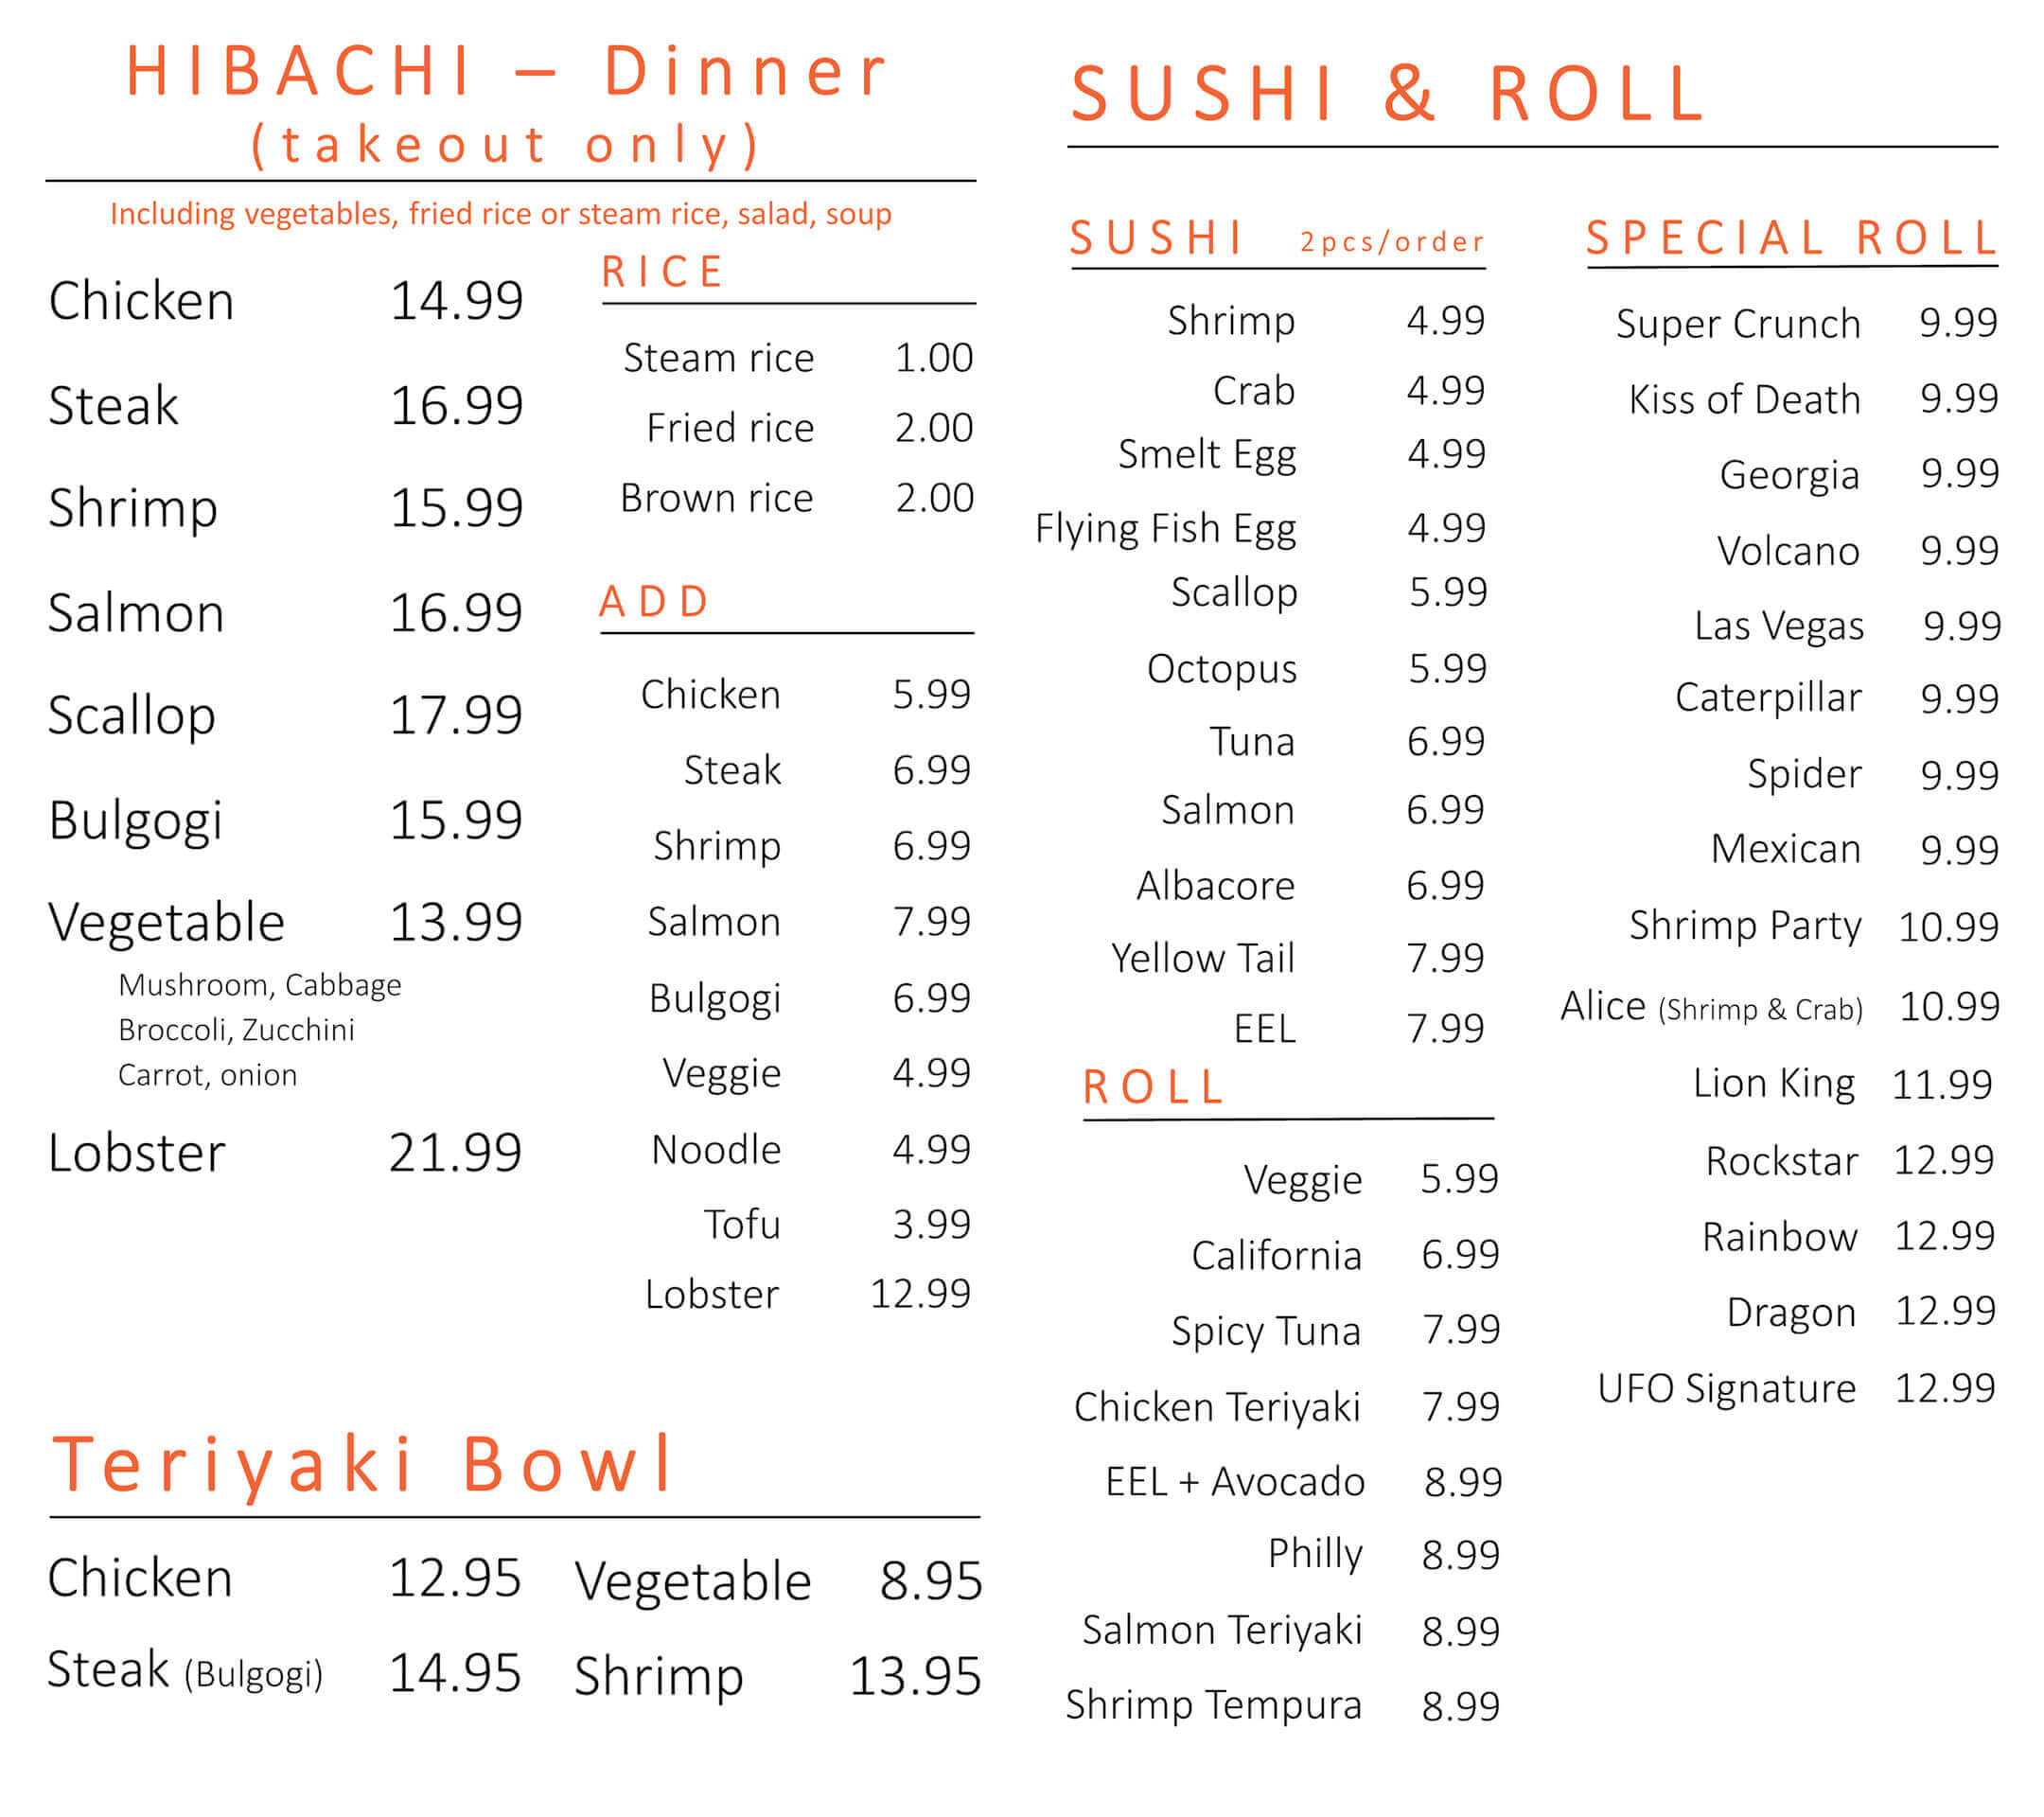 HIBACHI – Dinner
(takeout only)
Including vegetables, fried rice or steam rice, salad, soup
Chicken 14.99
Steak 16.99
Shrimp 15.99
Salmon 16.99
Scallop 17.99
Bulgogi 15.99
Vegetable 13.99
Mushroom, Cabbage
Broccoli, Zucchini
Carrot, onion
Lobster 21.99
RICE
Steam rice 1.00
Fried rice 2.00
Brown rice 2.00
ADD
Chicken 5.99
Steak 6.99
Shrimp 6.99
Salmon 7.99
Bulgogi 6.99
Veggie 4.99
Noodle 4.99
Tofu 3.99
Lobster 12.99
Teriyaki Bowl
Chicken 12.95
Steak (Bulgogi) 14.95
Vegetable 8.95
Shrimp 13.95
SUSHI & ROLL
SUSHI 2pcs/order
Shrimp 4.99
Crab 4.99
Smelt Egg 4.99
Flying Fish Egg 4.99
Scallop 5.99
Octopus 5.99
Tuna 6.99
Salmon 6.99
Albacore 6.99
Yellow Tail 7.99
EEL 7.99
ROLL
Veggie 5.99
California 6.99
Spicy Tuna 7.99
Chicken Teriyaki 7.99
EEL + Avocado 8.99
Philly 8.99
Salmon Teriyaki 8.99
Shrimp Tempura 8.99
SPECIAL ROLL
Super Crunch 9.99
Kiss of Death 9.99
Georgia 9.99
Volcano 9.99
Las Vegas 9.99
Caterpillar 9.99
Spider 9.99
Mexican 9.99
Shrimp Party 10.99
Alice (Shrimp & Crab) 10.99
Lion King 11.99
Rockstar 12.99
Rainbow 12.99
Dragon 12.99
UFO Signature 12.99